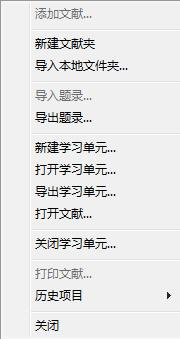 添加文献...
新建文献夹
导入本地文件夹...
导入题录...
导出题录...
新建学习单元...
打开学习单元...
导出学习单元...
打开文献...
关闭学习单元...
打印文献...
历史项目
关闭